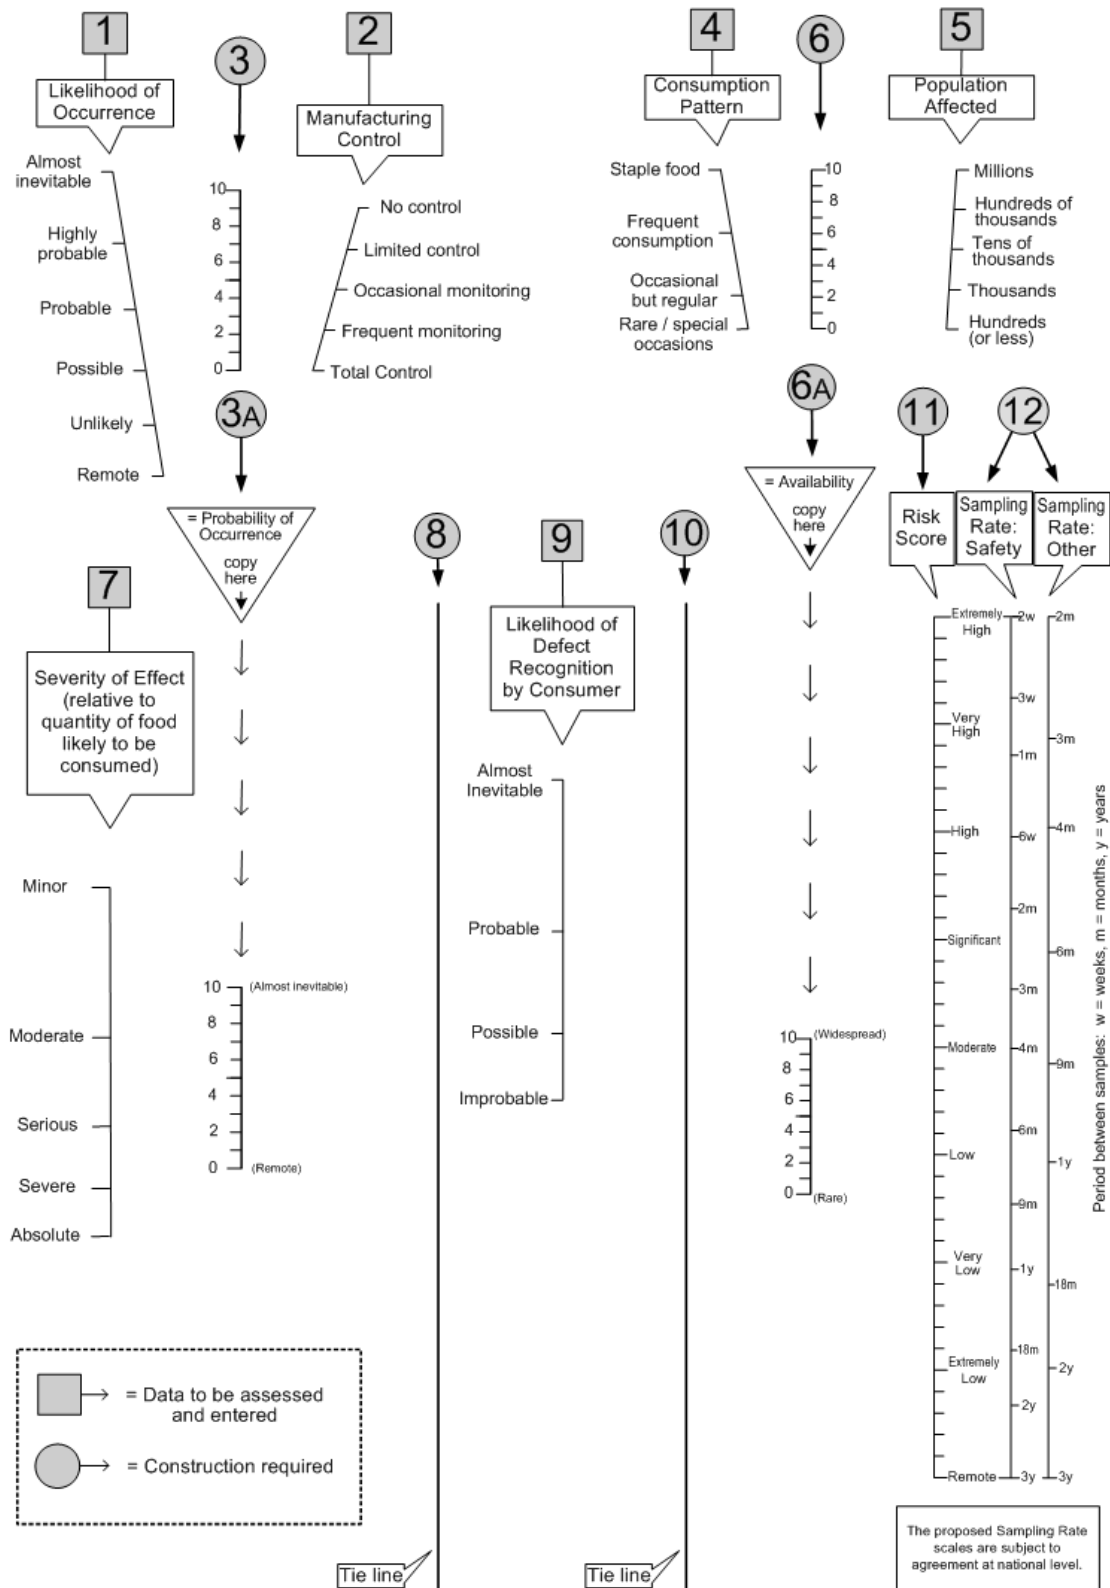 1
Likelihood of
Occurrence
Almost
inevitable
Highly
probable
Probable
Possible
Unlikely
Remote
3
10
8
6
4
2
0
2
Manufacturing
Control
No control
Limited control
Occasional monitoring
Frequent monitoring
Total Control
4
Consumption
Pattern
Staple food
Frequent
consumption
Occasional
but regular
Rare / special
occasions
6
10
8
6
4
2
0
5
Population
Affected
Millions
Hundreds of
thousands
Tens of
thousands
Thousands
Hundreds
(or less)
3A
= Probability of
Occurrence
copy
here
10 (Almost inevitable)
8
6
4
2
0 (Remote)
7
Severity of Effect
(relative to
quantity of food
likely to be
consumed)
Minor
Moderate
Serious
Severe
Absolute
8
Tie line
9
Likelihood of
Defect
Recognition
by Consumer
Almost
Inevitable
Probable
Possible
Improbable
10
Tie line
6A
= Availability
copy
here
10 (Widespread)
8
6
4
2
0 (Rare)
11
Risk
Score
Extremely
High
Very
High
High
Significant
Moderate
Low
Very
Low
Extremely
Low
Remote
12
Sampling
Rate:
Safety
2w
3w
1m
6w
2m
3m
4m
6m
9m
1y
18m
2y
3y
Sampling
Rate:
Other
2m
3m
4m
6m
9m
1y
18m
2y
3y
Period between samples: w = weeks, m = months, y = years
= Data to be assessed
and entered
= Construction required
The proposed Sampling Rate
scales are subject to
agreement at national level.